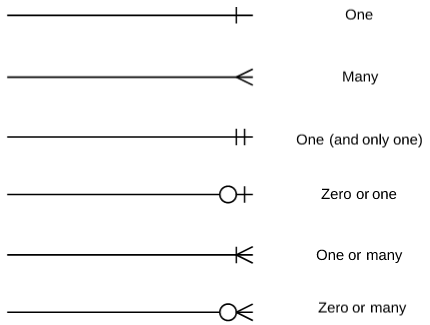 One
Many
One (and only one)
Zero or one
One or many
Zero or many